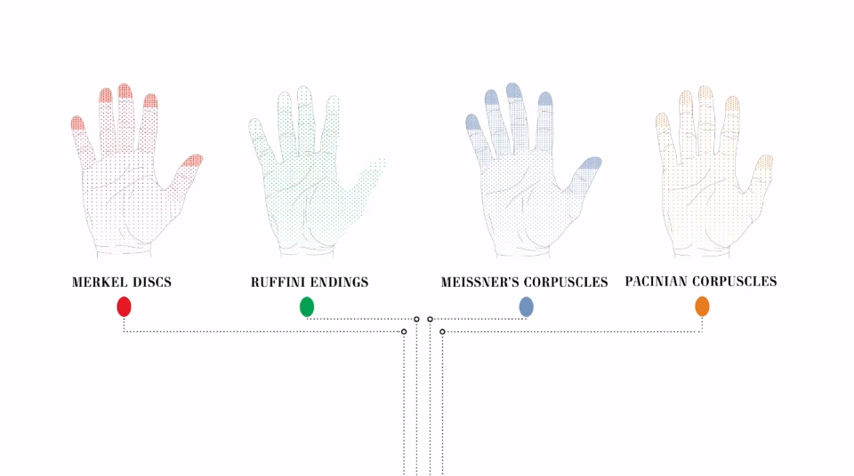 MERKEL DISCS
RUFFINI ENDINGS
MEISSNER'S CORPUSCLES
PACINIAN CORPUSCLES